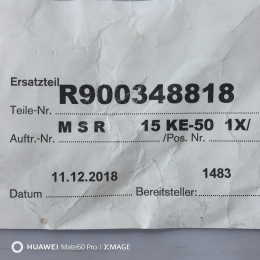 Ersatzteil
Teile-Nr. R900348818
MSR 15 KE-50 1X/
Auftr.-Nr. /Pos. Nr.
Datum 11.12.2018 Bereitsteller: 1483
HUAWEI Mate60 Pro | XMAGE